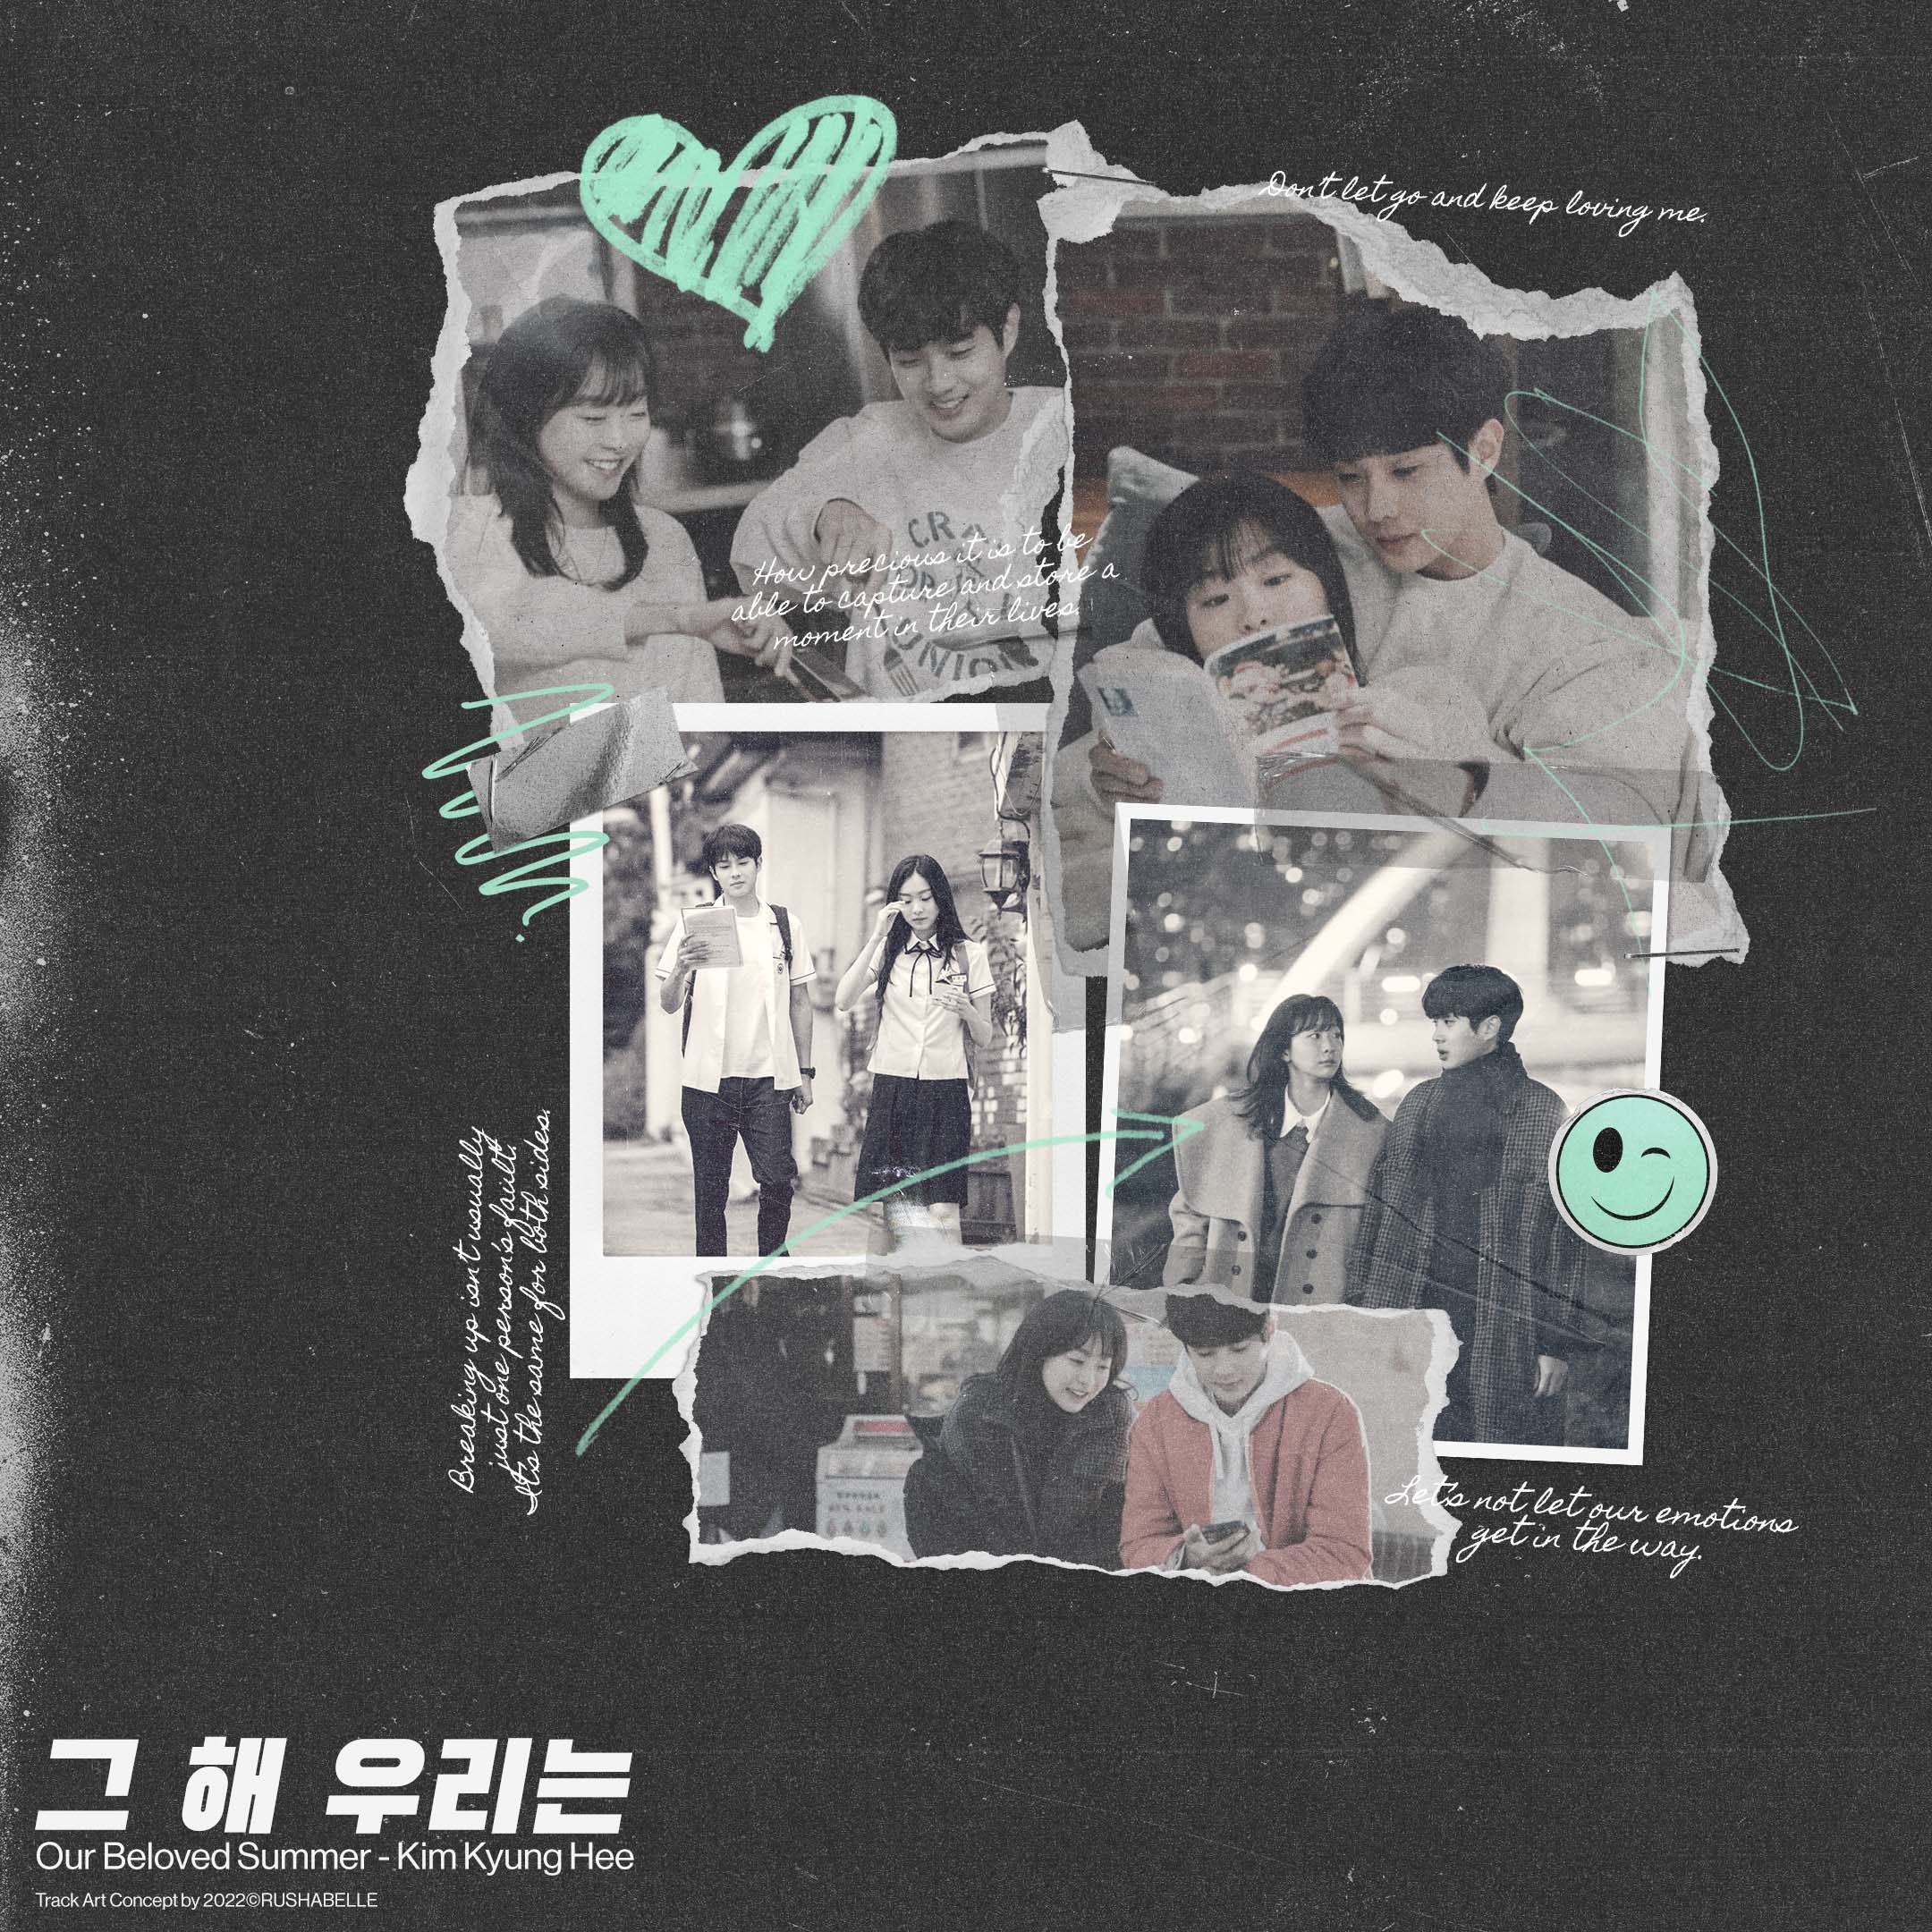 Don't let go and keep loving me.
How precious it is to be
able to capture and store a
moment in their lives.
Breaking up isn't usually
just one person's fault.
It's the same for both sides.
Let's not let our emotions
get in the way.
그 해 우리는
Our Beloved Summer - Kim Kyung Hee
Track Art Concept by 2022©RUSHABELLE